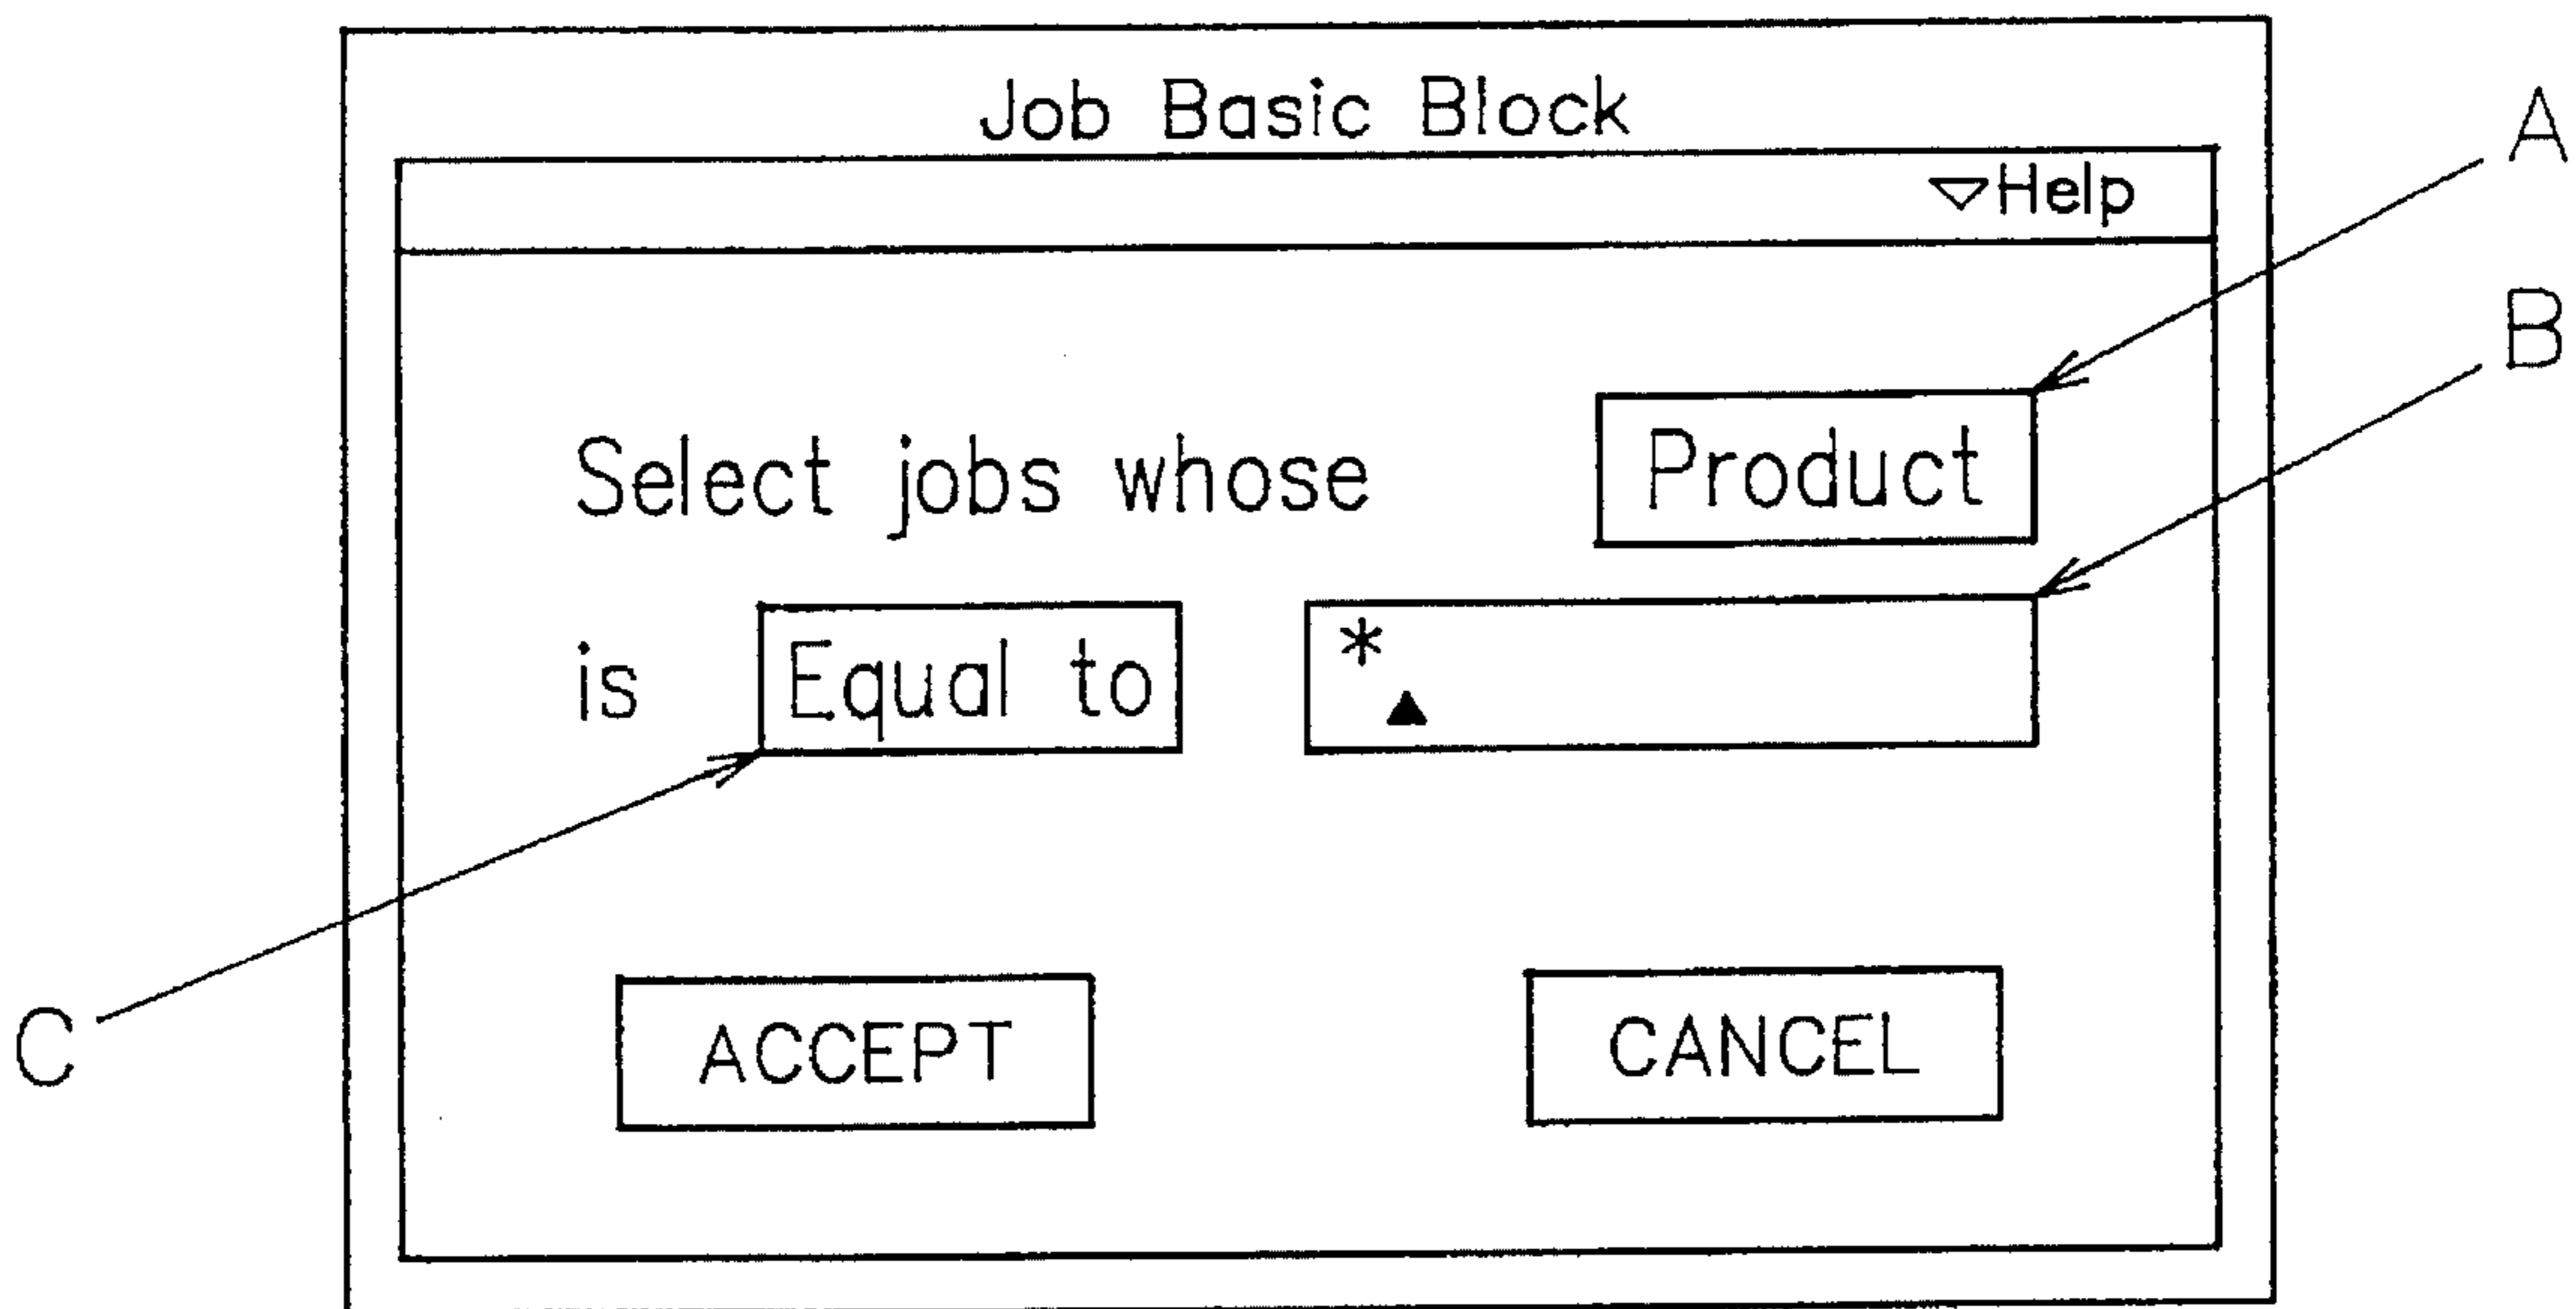 Job Basic Block
▽Help
A
B
Select jobs whose Product
is Equal to *
C
ACCEPT CANCEL